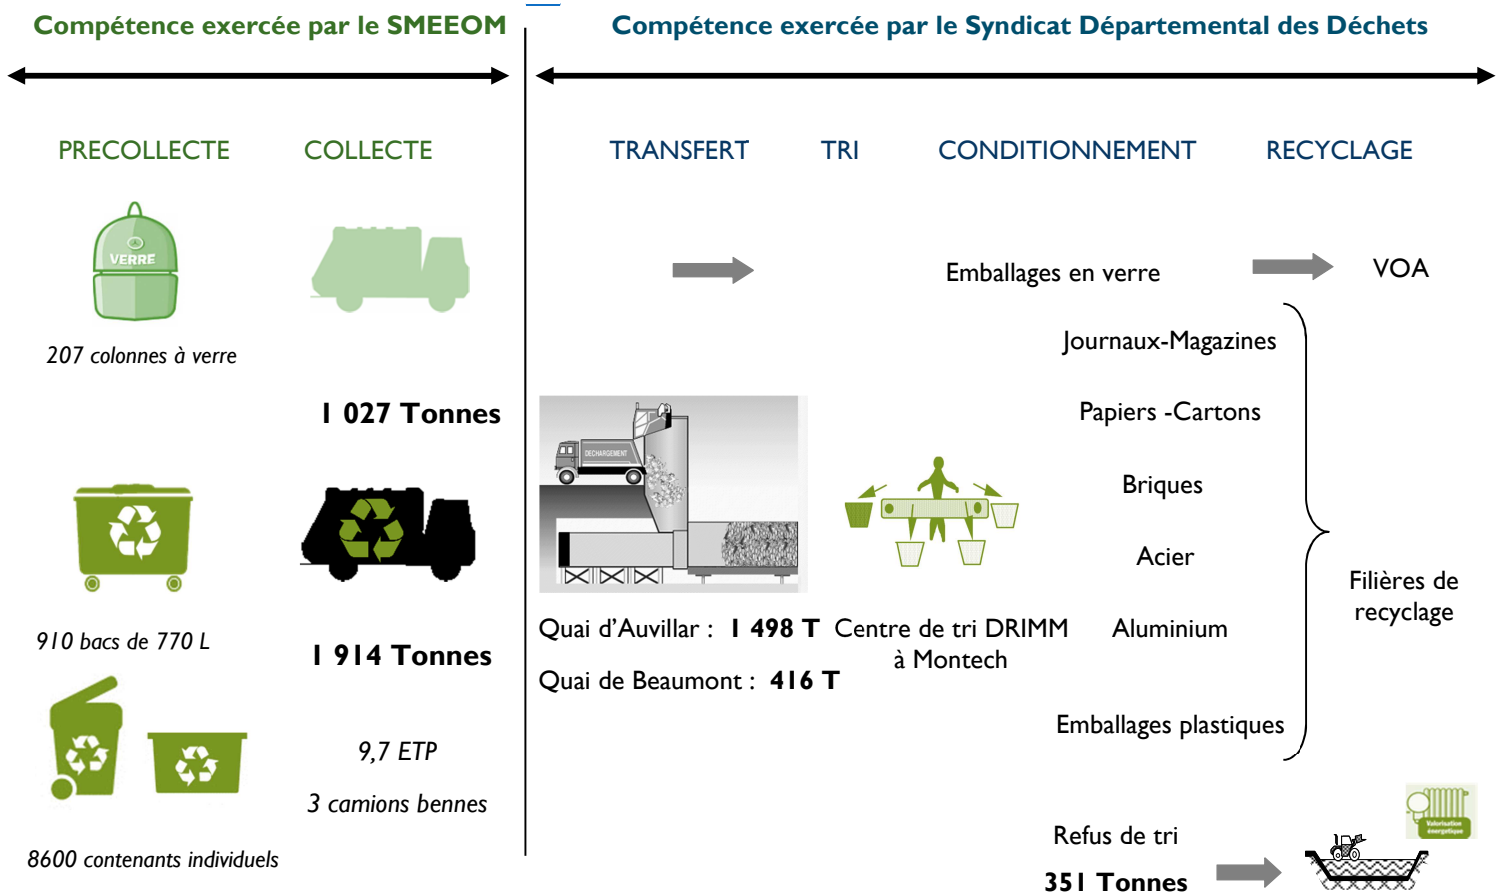 Compétence exercée par le SMEEOM
Compétence exercée par le Syndicat Départemental des Déchets
PRECOLLECTE
COLLECTE
TRANSFERT
TRI
CONDITIONNEMENT
RECYCLAGE
VERRE
207 colonnes à verre
Emballages en verre
VOA
Journaux-Magazines
1 027 Tonnes
Papiers -Cartons
DECHARGEMENT
Briques
Acier
Filières de
recyclage
910 bacs de 770 L
1 914 Tonnes
Quai d'Auvillar : 1 498 T
Centre de tri DRIMM
à Montech
Aluminium
Quai de Beaumont : 416 T
Emballages plastiques
9,7 ETP
3 camions bennes
8600 contenants individuels
Refus de tri
351 Tonnes
Valorisation
énergétique